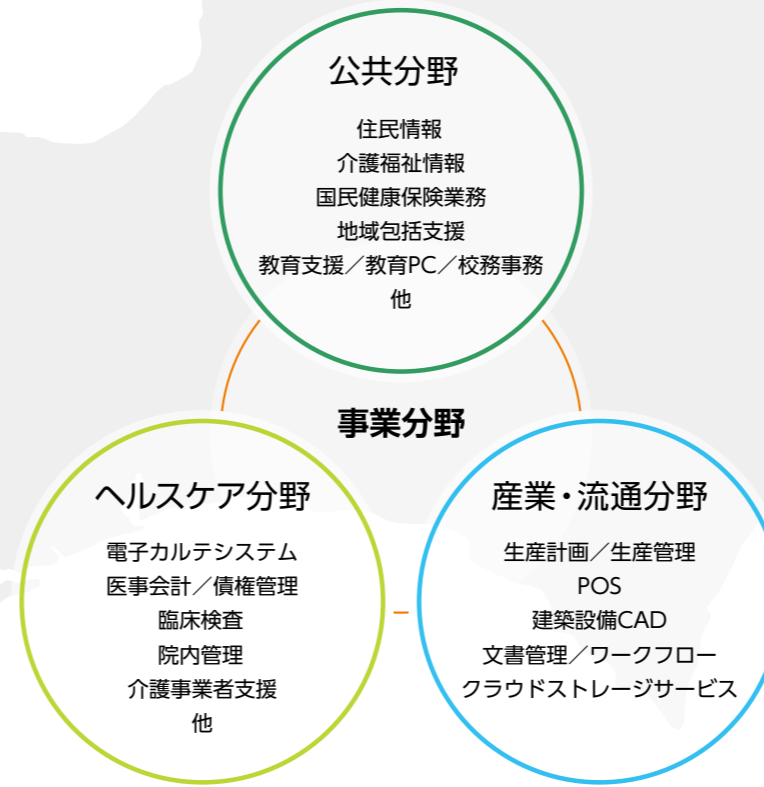 公共分野
住民情報
介護福祉情報
国民健康保険業務
地域包括支援
教育支援／教育PC／校務事務
他
事業分野
ヘルスケア分野
電子カルテシステム
医事会計／債権管理
臨床検査
院内管理
介護事業者支援
他
産業・流通分野
生産計画／生産管理
POS
建築設備CAD
文書管理／ワークフロー
クラウドストレージサービス